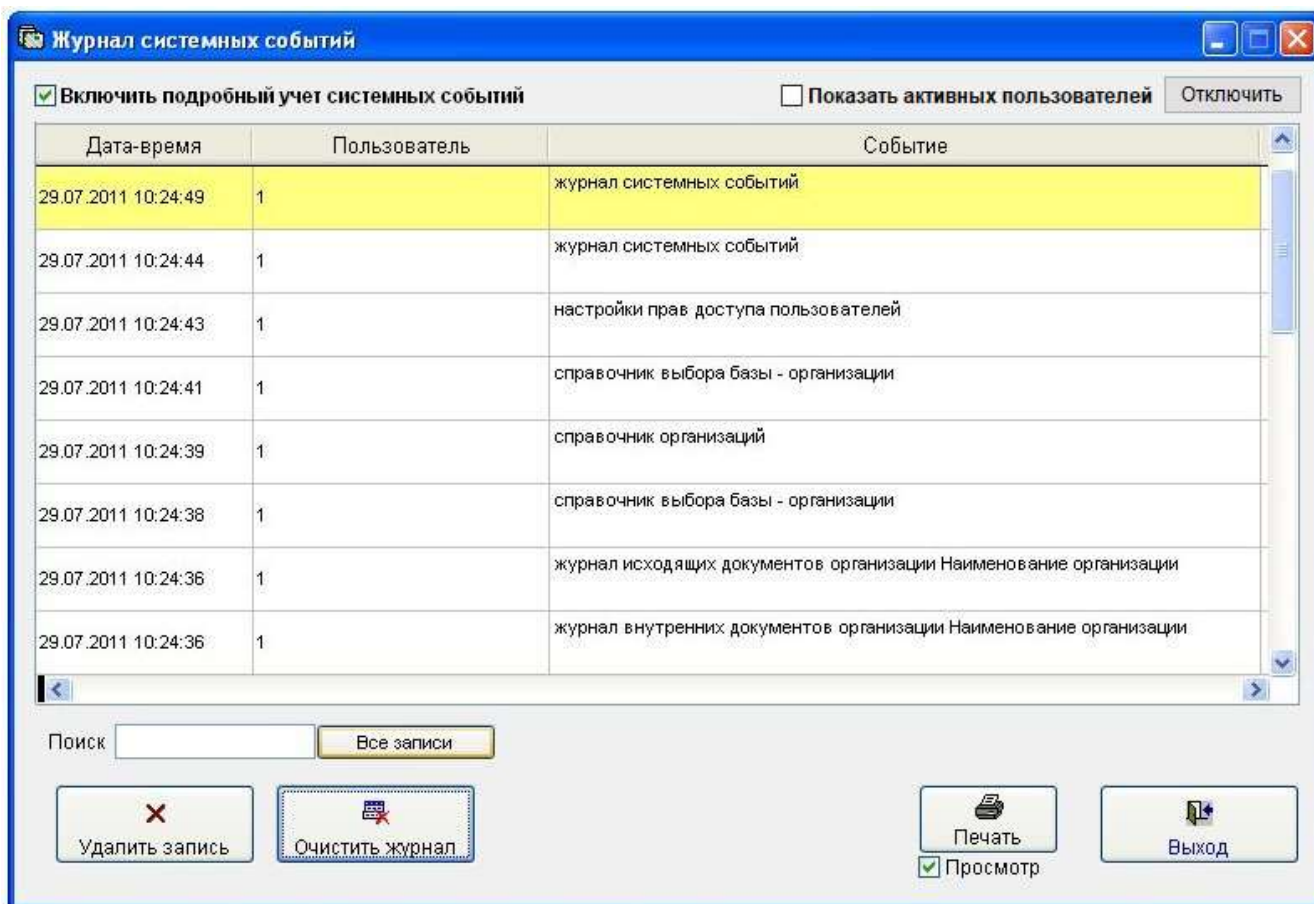 Журнал системных событий
Включить подробный учет системных событий Показать активных пользователей Отключить
Дата-время Пользователь Событие
29.07.2011 10:24:49 1 журнал системных событий
29.07.2011 10:24:44 1 журнал системных событий
29.07.2011 10:24:43 1 настройки прав доступа пользователей
29.07.2011 10:24:41 1 справочник выбора базы - организации
29.07.2011 10:24:39 1 справочник организаций
29.07.2011 10:24:38 1 справочник выбора базы - организации
29.07.2011 10:24:36 1 журнал исходящих документов организации Наименование организации
29.07.2011 10:24:36 1 журнал внутренних документов организации Наименование организации
Поиск Все записи
Удалить запись Очистить журнал Печать Выход
Просмотр